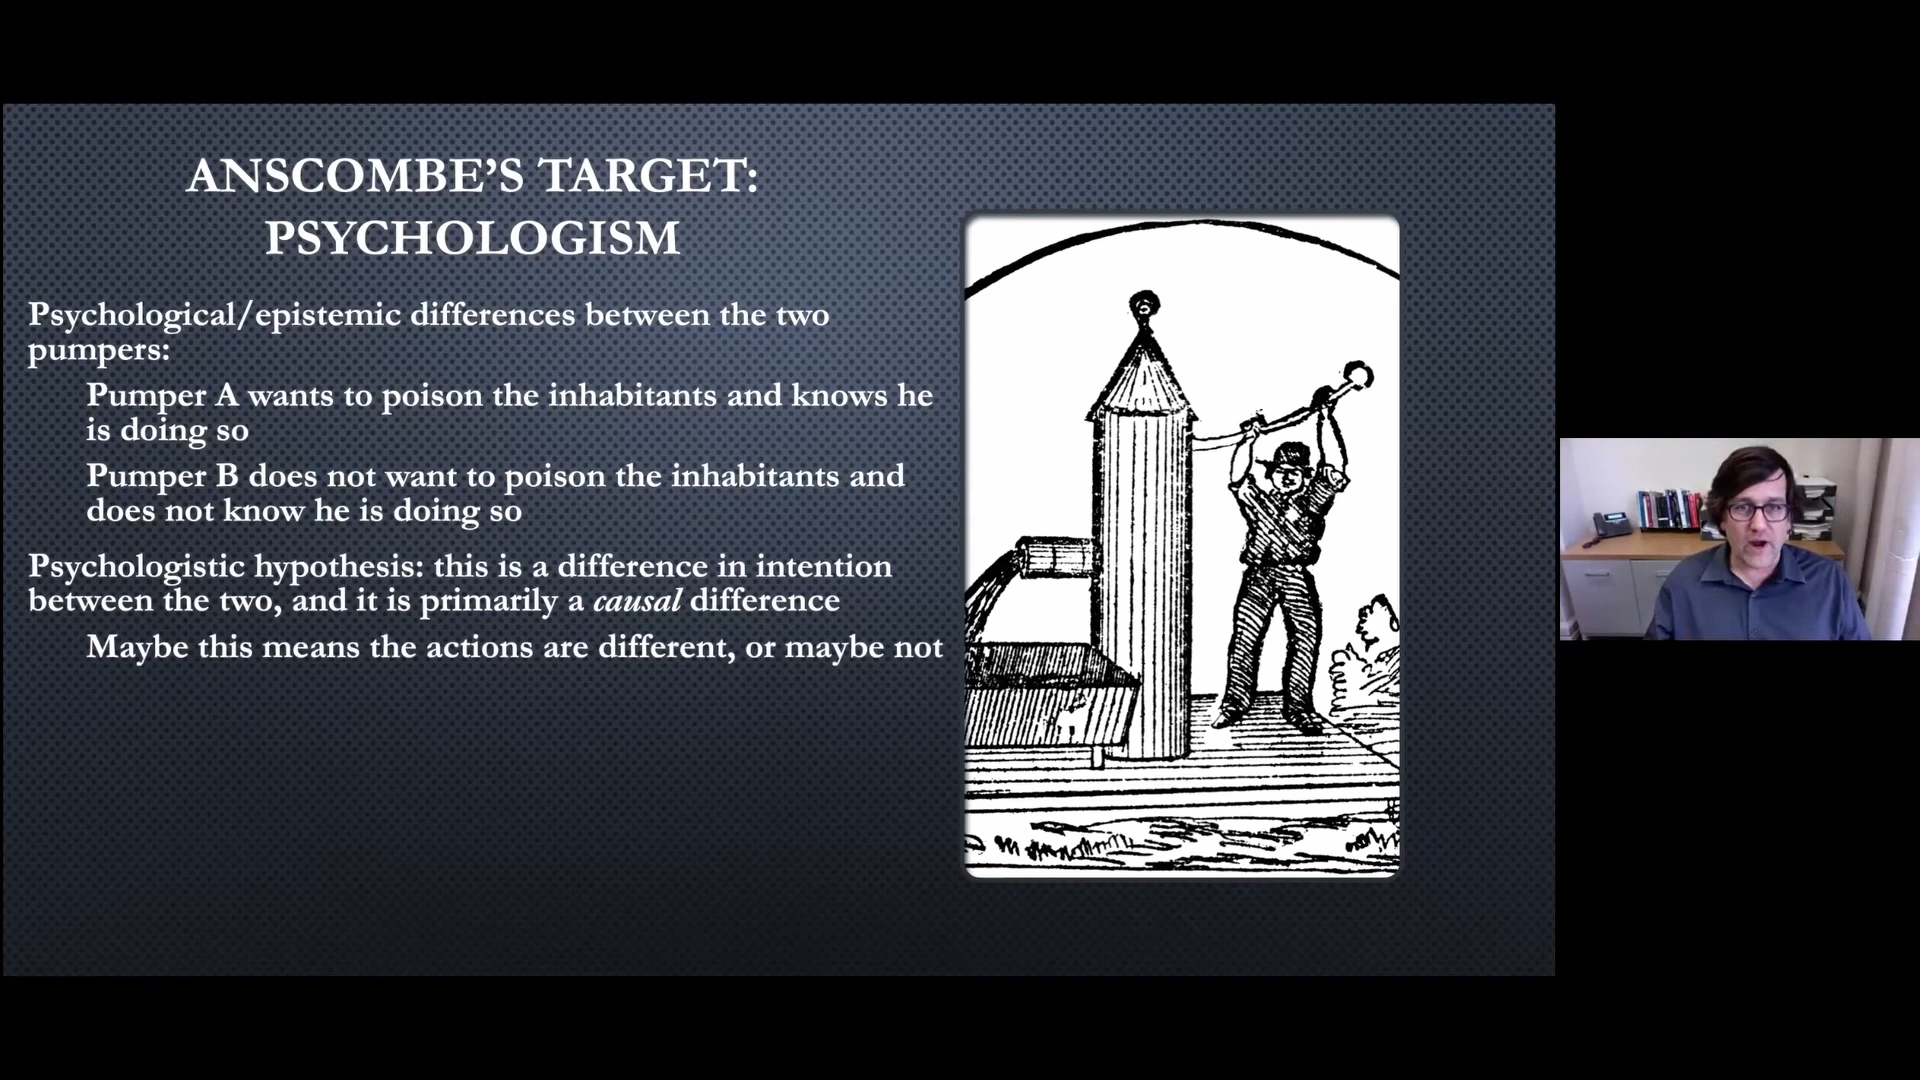 ANSCOMBE’S TARGET:
PSYCHOLOGISM
Psychological/epistemic differences between the two
pumpers:
Pumper A wants to poison the inhabitants and knows he
is doing so
Pumper B does not want to poison the inhabitants and
does not know he is doing so
Psychologistic hypothesis: this is a difference in intention
between the two, and it is primarily a causal difference
Maybe this means the actions are different, or maybe not